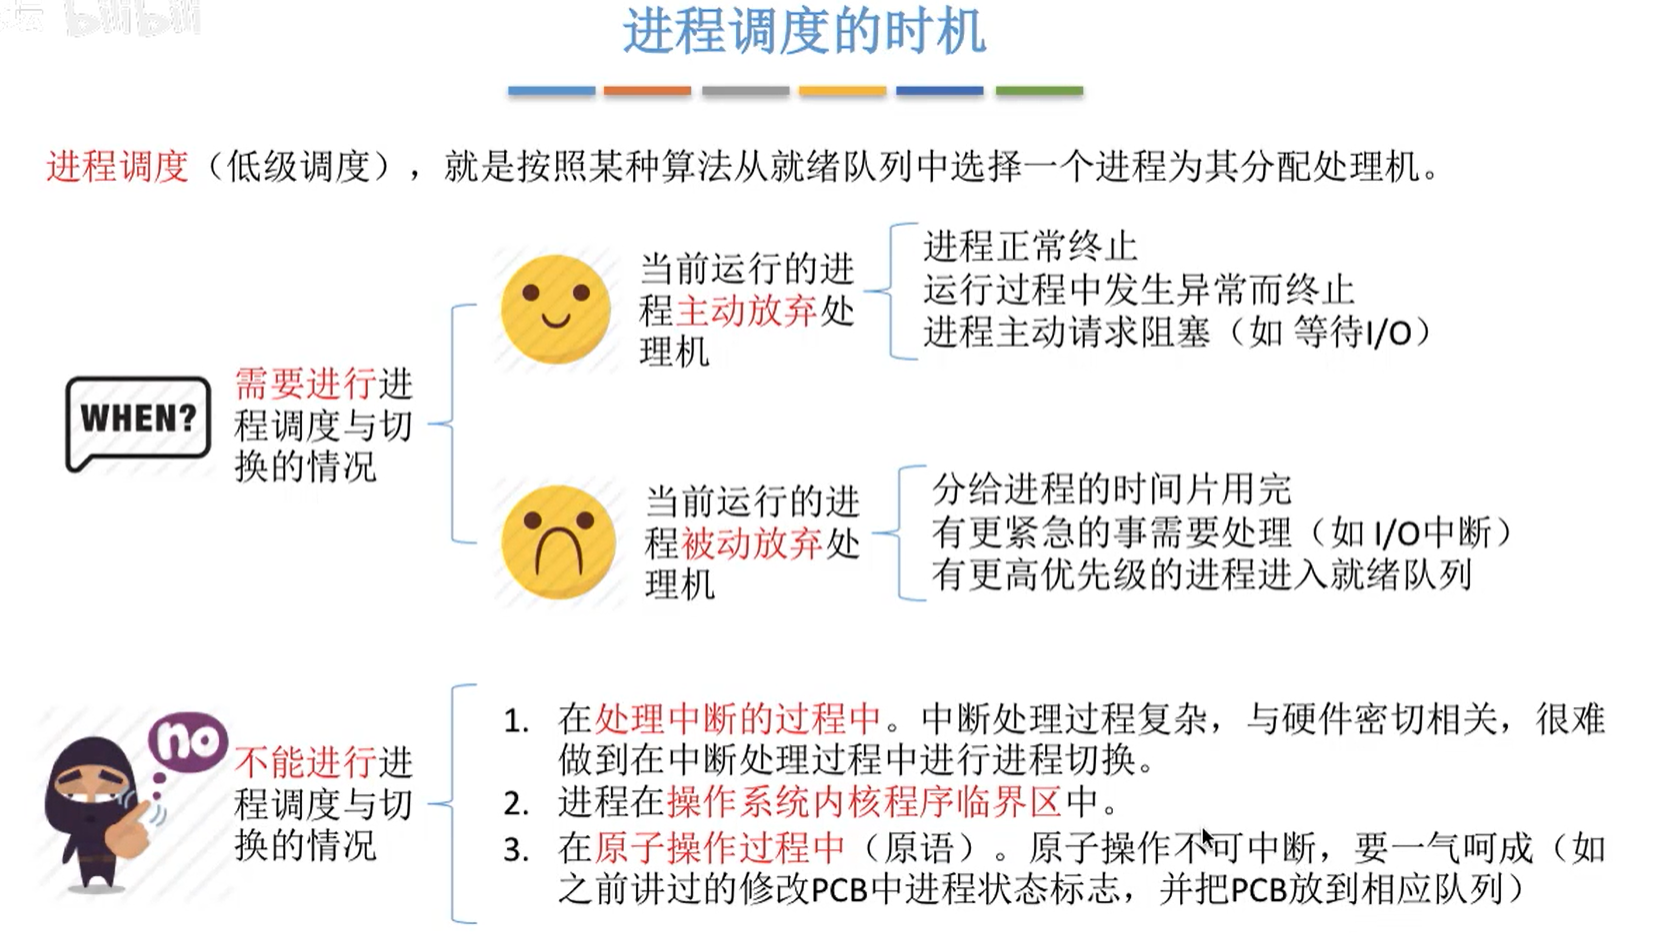 坛 bilibili
进程调度的时机
进程调度（低级调度），就是按照某种算法从就绪队列中选择一个进程为其分配处理机。
WHEN?
需要进行进
程调度与切
换的情况
当前运行的进
程主动放弃处
理机
进程正常终止
运行过程中发生异常而终止
进程主动请求阻塞（如 等待I/O）
当前运行的进
程被动放弃处
理机
分给进程的时间片用完
有更紧急的事需要处理（如 I/O中断）
有更高优先级的进程进入就绪队列
no
不能进行进
程调度与切
换的情况
1. 在处理中断的过程中。中断处理过程复杂，与硬件密切相关，很难
做到在中断处理过程中进行进程切换。
2. 进程在操作系统内核程序临界区中。
3. 在原子操作过程中（原语）。原子操作不可中断，要一气呵成（如
之前讲过的修改PCB中进程状态标志，并把PCB放到相应队列）